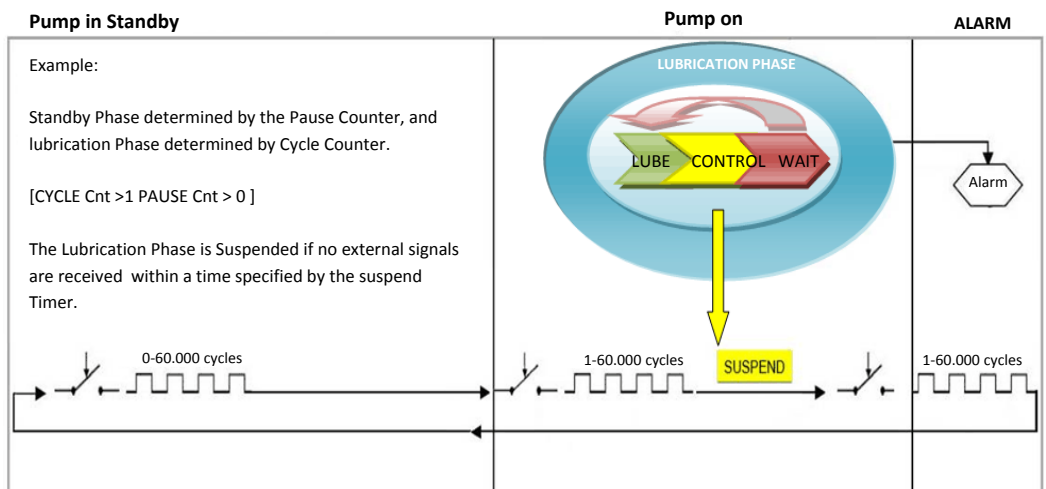 Pump in Standby
Pump on
ALARM
Example:
Standby Phase determined by the Pause Counter, and
lubrication Phase determined by Cycle Counter.
[CYCLE Cnt >1 PAUSE Cnt > 0 ]
The Lubrication Phase is Suspended if no external signals
are received within a time specified by the suspend
Timer.
LUBRICATION PHASE
LUBE CONTROL WAIT
Alarm
0-60.000 cycles
1-60.000 cycles
SUSPEND
1-60.000 cycles